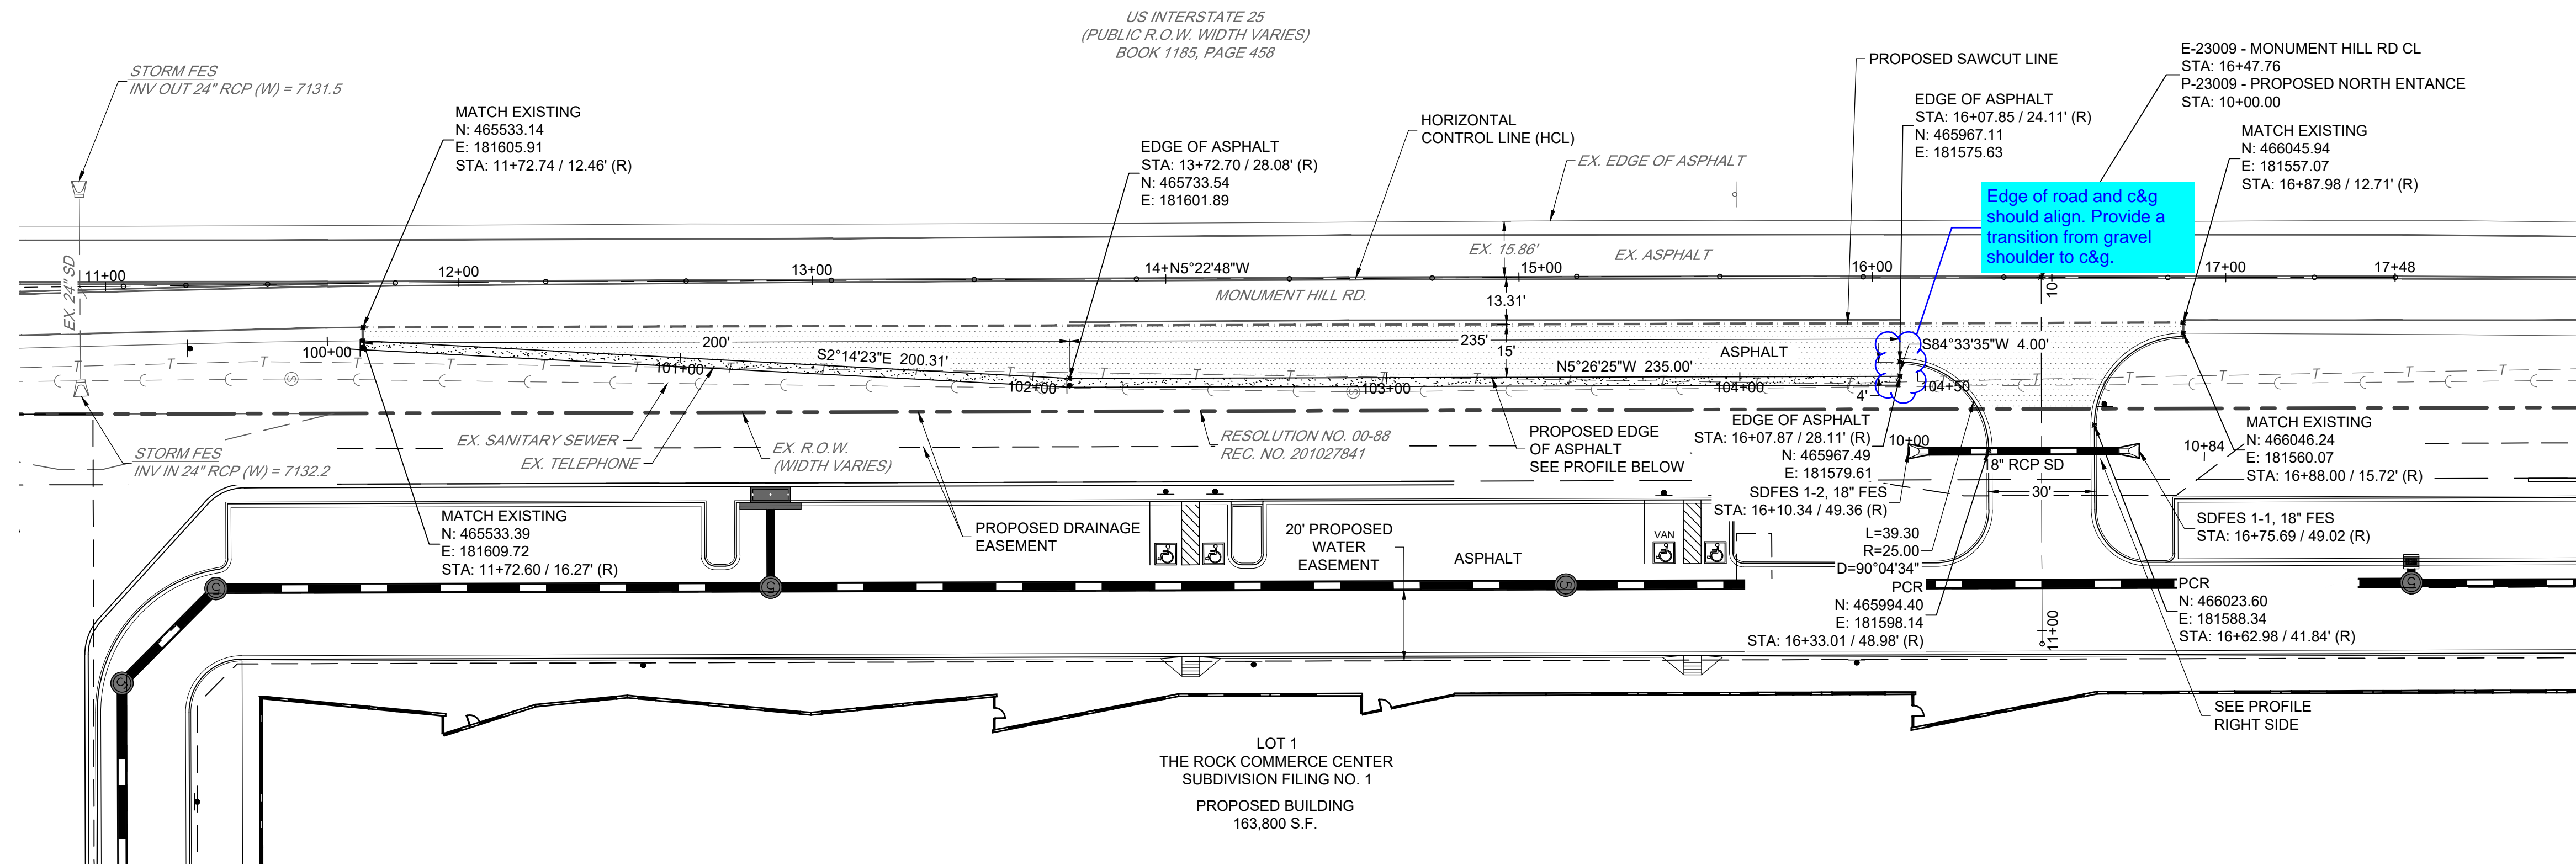 US INTERSTATE 25
(PUBLIC R.O.W. WIDTH VARIES)
BOOK 1185, PAGE 458
STORM FES
INV OUT 24" RCP (W) = 7131.5
MATCH EXISTING
N: 465533.14
E: 181605.91
STA: 11+72.74 / 12.46' (R)
EDGE OF ASPHALT
STA: 13+72.70 / 28.08' (R)
N: 465733.54
E: 181601.89
HORIZONTAL
CONTROL LINE (HCL)
EX. EDGE OF ASPHALT
PROPOSED SAWCUT LINE
EDGE OF ASPHALT
STA: 16+07.85 / 24.11' (R)
N: 465967.11
E: 181575.63
E-23009 - MONUMENT HILL RD CL
STA: 16+47.76
P-23009 - PROPOSED NORTH ENTANCE
STA: 10+00.00
MATCH EXISTING
N: 466045.94
E: 181557.07
STA: 16+87.98 / 12.71' (R)
Edge of road and c&g
should align. Provide a
transition from gravel
shoulder to c&g.
EX. 24" SD
11+00
12+00
13+00
14+N5°22'48"W
15+00
16+00
10+
17+00
17+48
EX. 15.86'
EX. ASPHALT
MONUMENT HILL RD.
13.31'
100+00
200'
235'
15'
S2°14'23"E 200.31'
ASPHALT
S84°33'35"W 4.00'
N5°26'25"W 235.00'
101+00
102+00
103+00
104+00
104+50
4'
T T T T T T T T T T
S
S
STORM FES
INV IN 24" RCP (W) = 7132.2
EX. SANITARY SEWER
EX. TELEPHONE
EX. R.O.W.
(WIDTH VARIES)
RESOLUTION NO. 00-88
REC. NO. 201027841
PROPOSED EDGE
OF ASPHALT
SEE PROFILE BELOW
EDGE OF ASPHALT
STA: 16+07.87 / 28.11' (R)
N: 465967.49
E: 181579.61
SDFES 1-2, 18" FES
STA: 16+10.34 / 49.36 (R)
10+00
18" RCP SD
30'
10+84
MATCH EXISTING
N: 466046.24
E: 181560.07
STA: 16+88.00 / 15.72' (R)
MATCH EXISTING
N: 465533.39
E: 181609.72
STA: 11+72.60 / 16.27' (R)
PROPOSED DRAINAGE
EASEMENT
20' PROPOSED
WATER
EASEMENT
ASPHALT
VAN
L=39.30
R=25.00
D=90°04'34"
PCR
N: 465994.40
E: 181598.14
STA: 16+33.01 / 48.98' (R)
SDFES 1-1, 18" FES
STA: 16+75.69 / 49.02 (R)
PCR
N: 466023.60
E: 181588.34
STA: 16+62.98 / 41.84' (R)
11+00
SEE PROFILE
RIGHT SIDE
LOT 1
THE ROCK COMMERCE CENTER
SUBDIVISION FILING NO. 1
PROPOSED BUILDING
163,800 S.F.